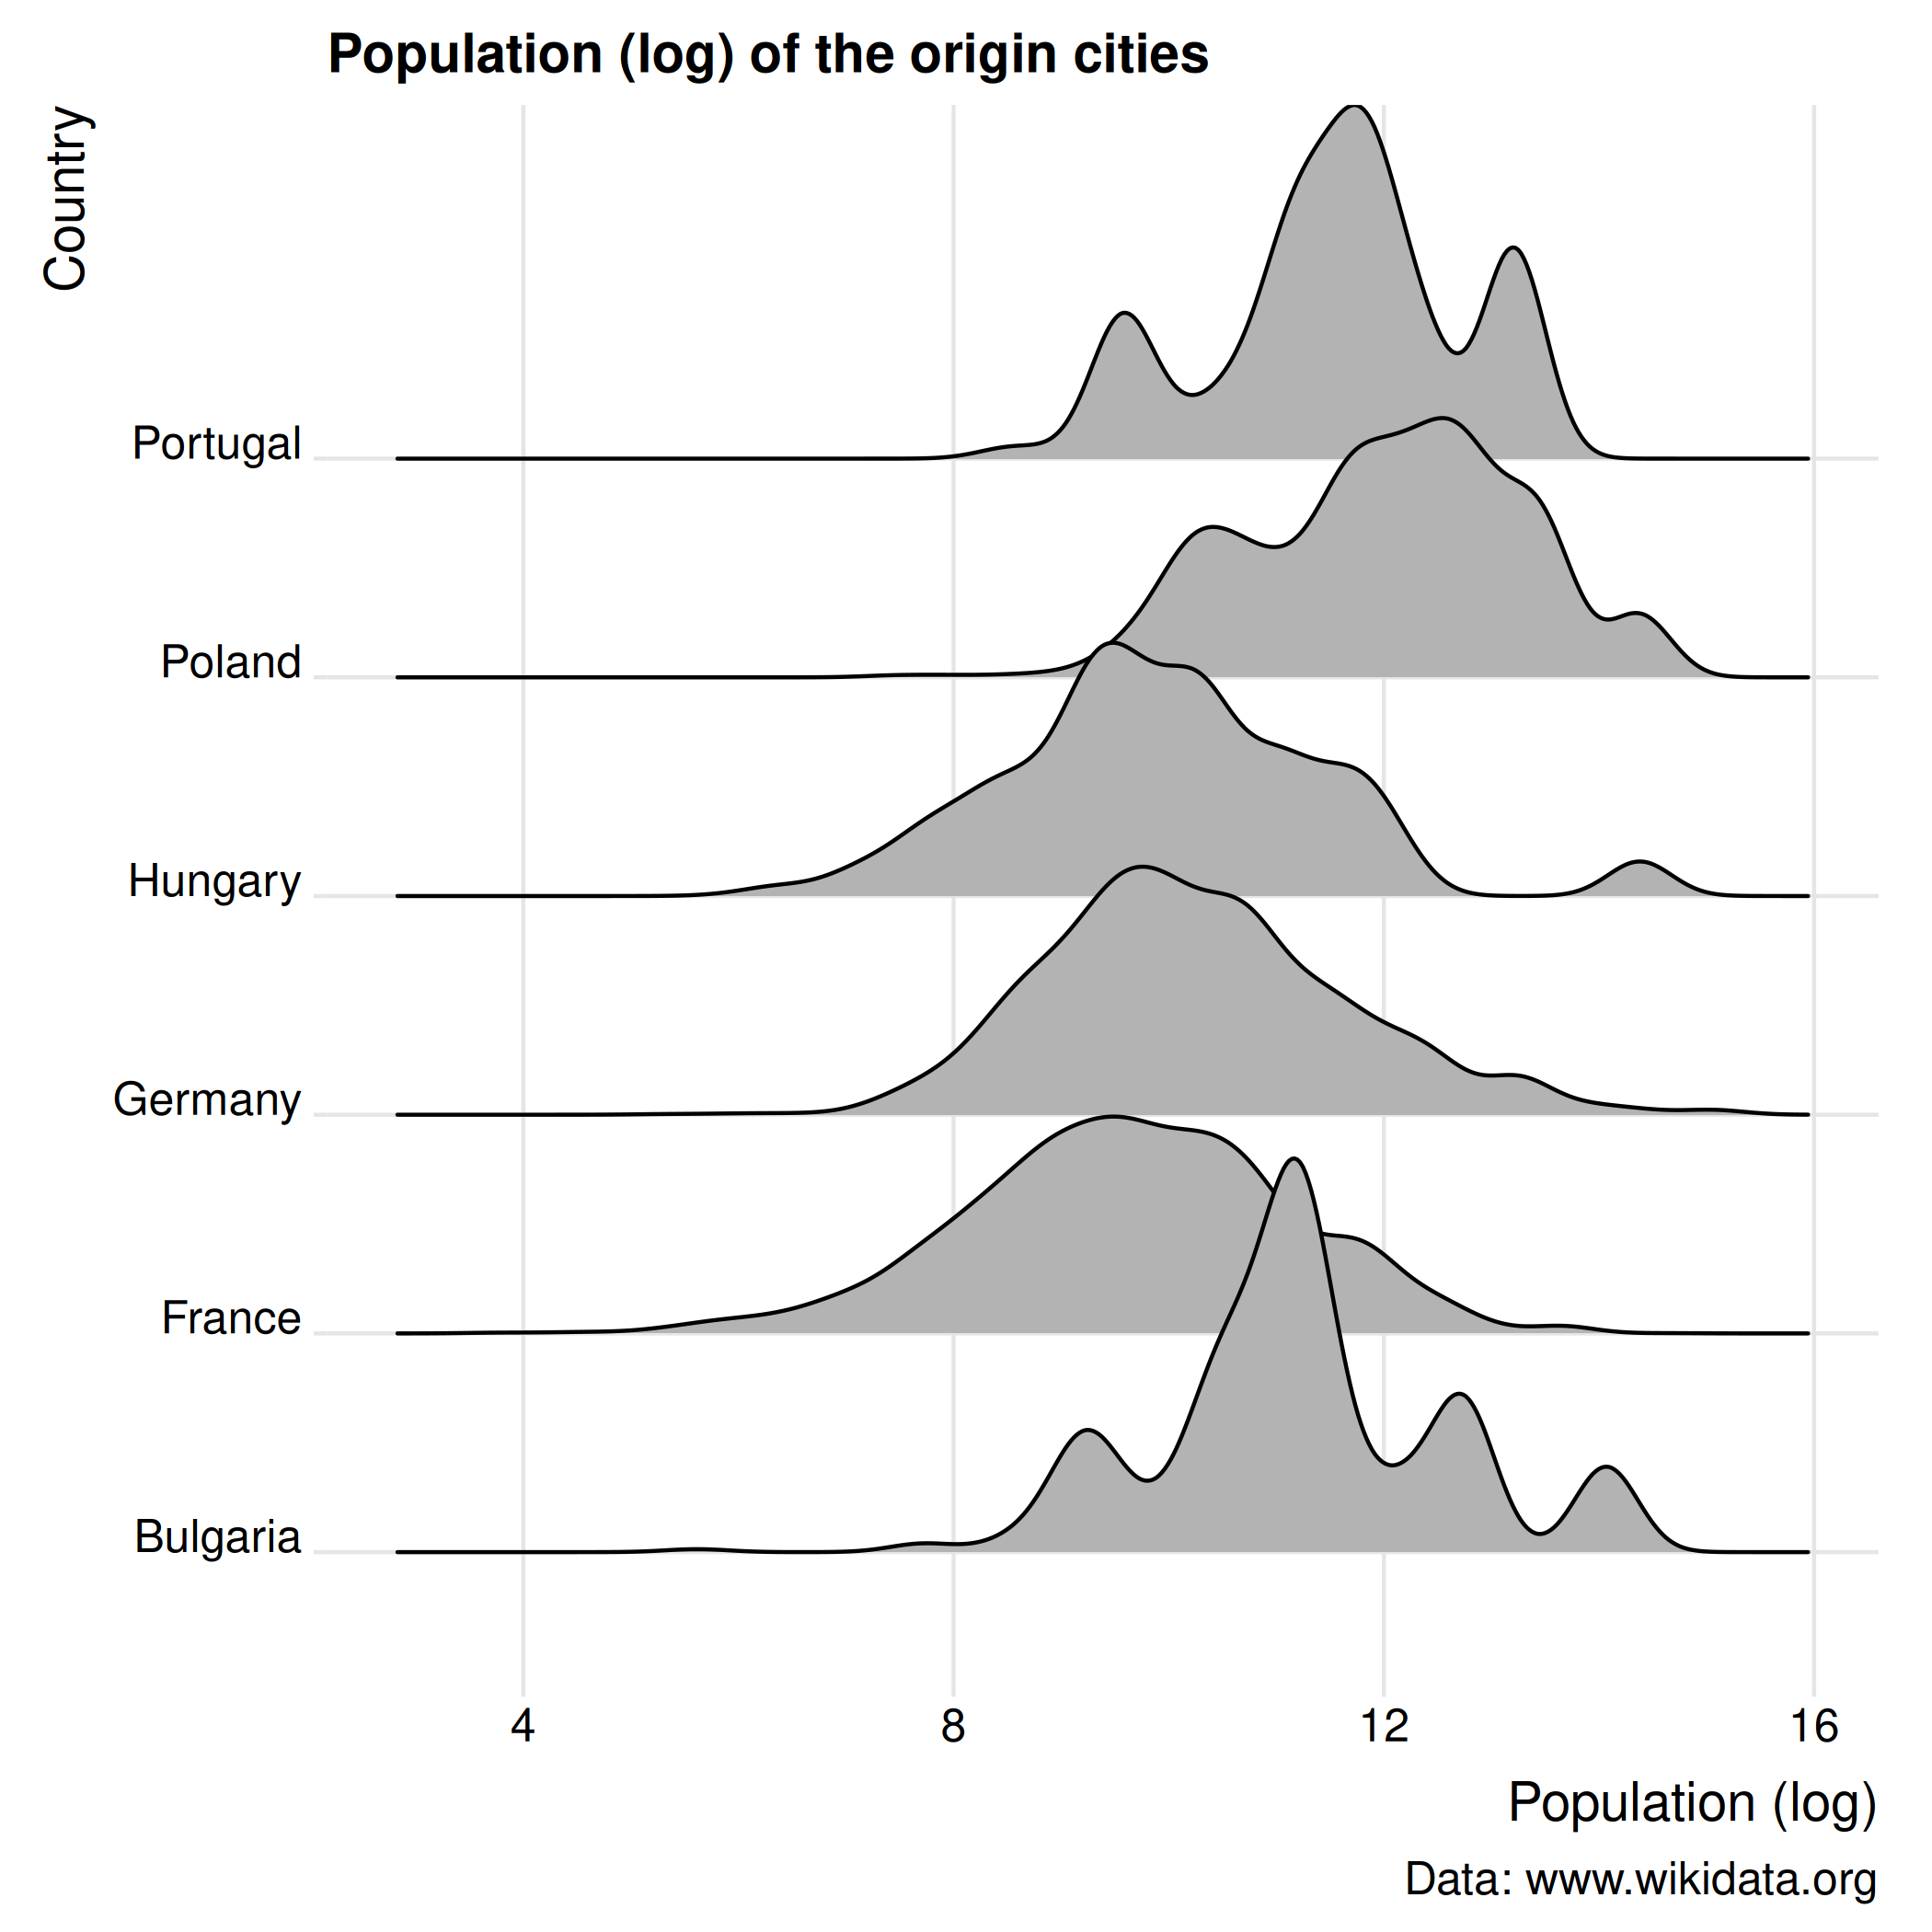 Population (log) of the origin cities
Country
Portugal
Poland
Hungary
Germany
France
Bulgaria
4 8 12 16
Population (log)
Data: www.wikidata.org